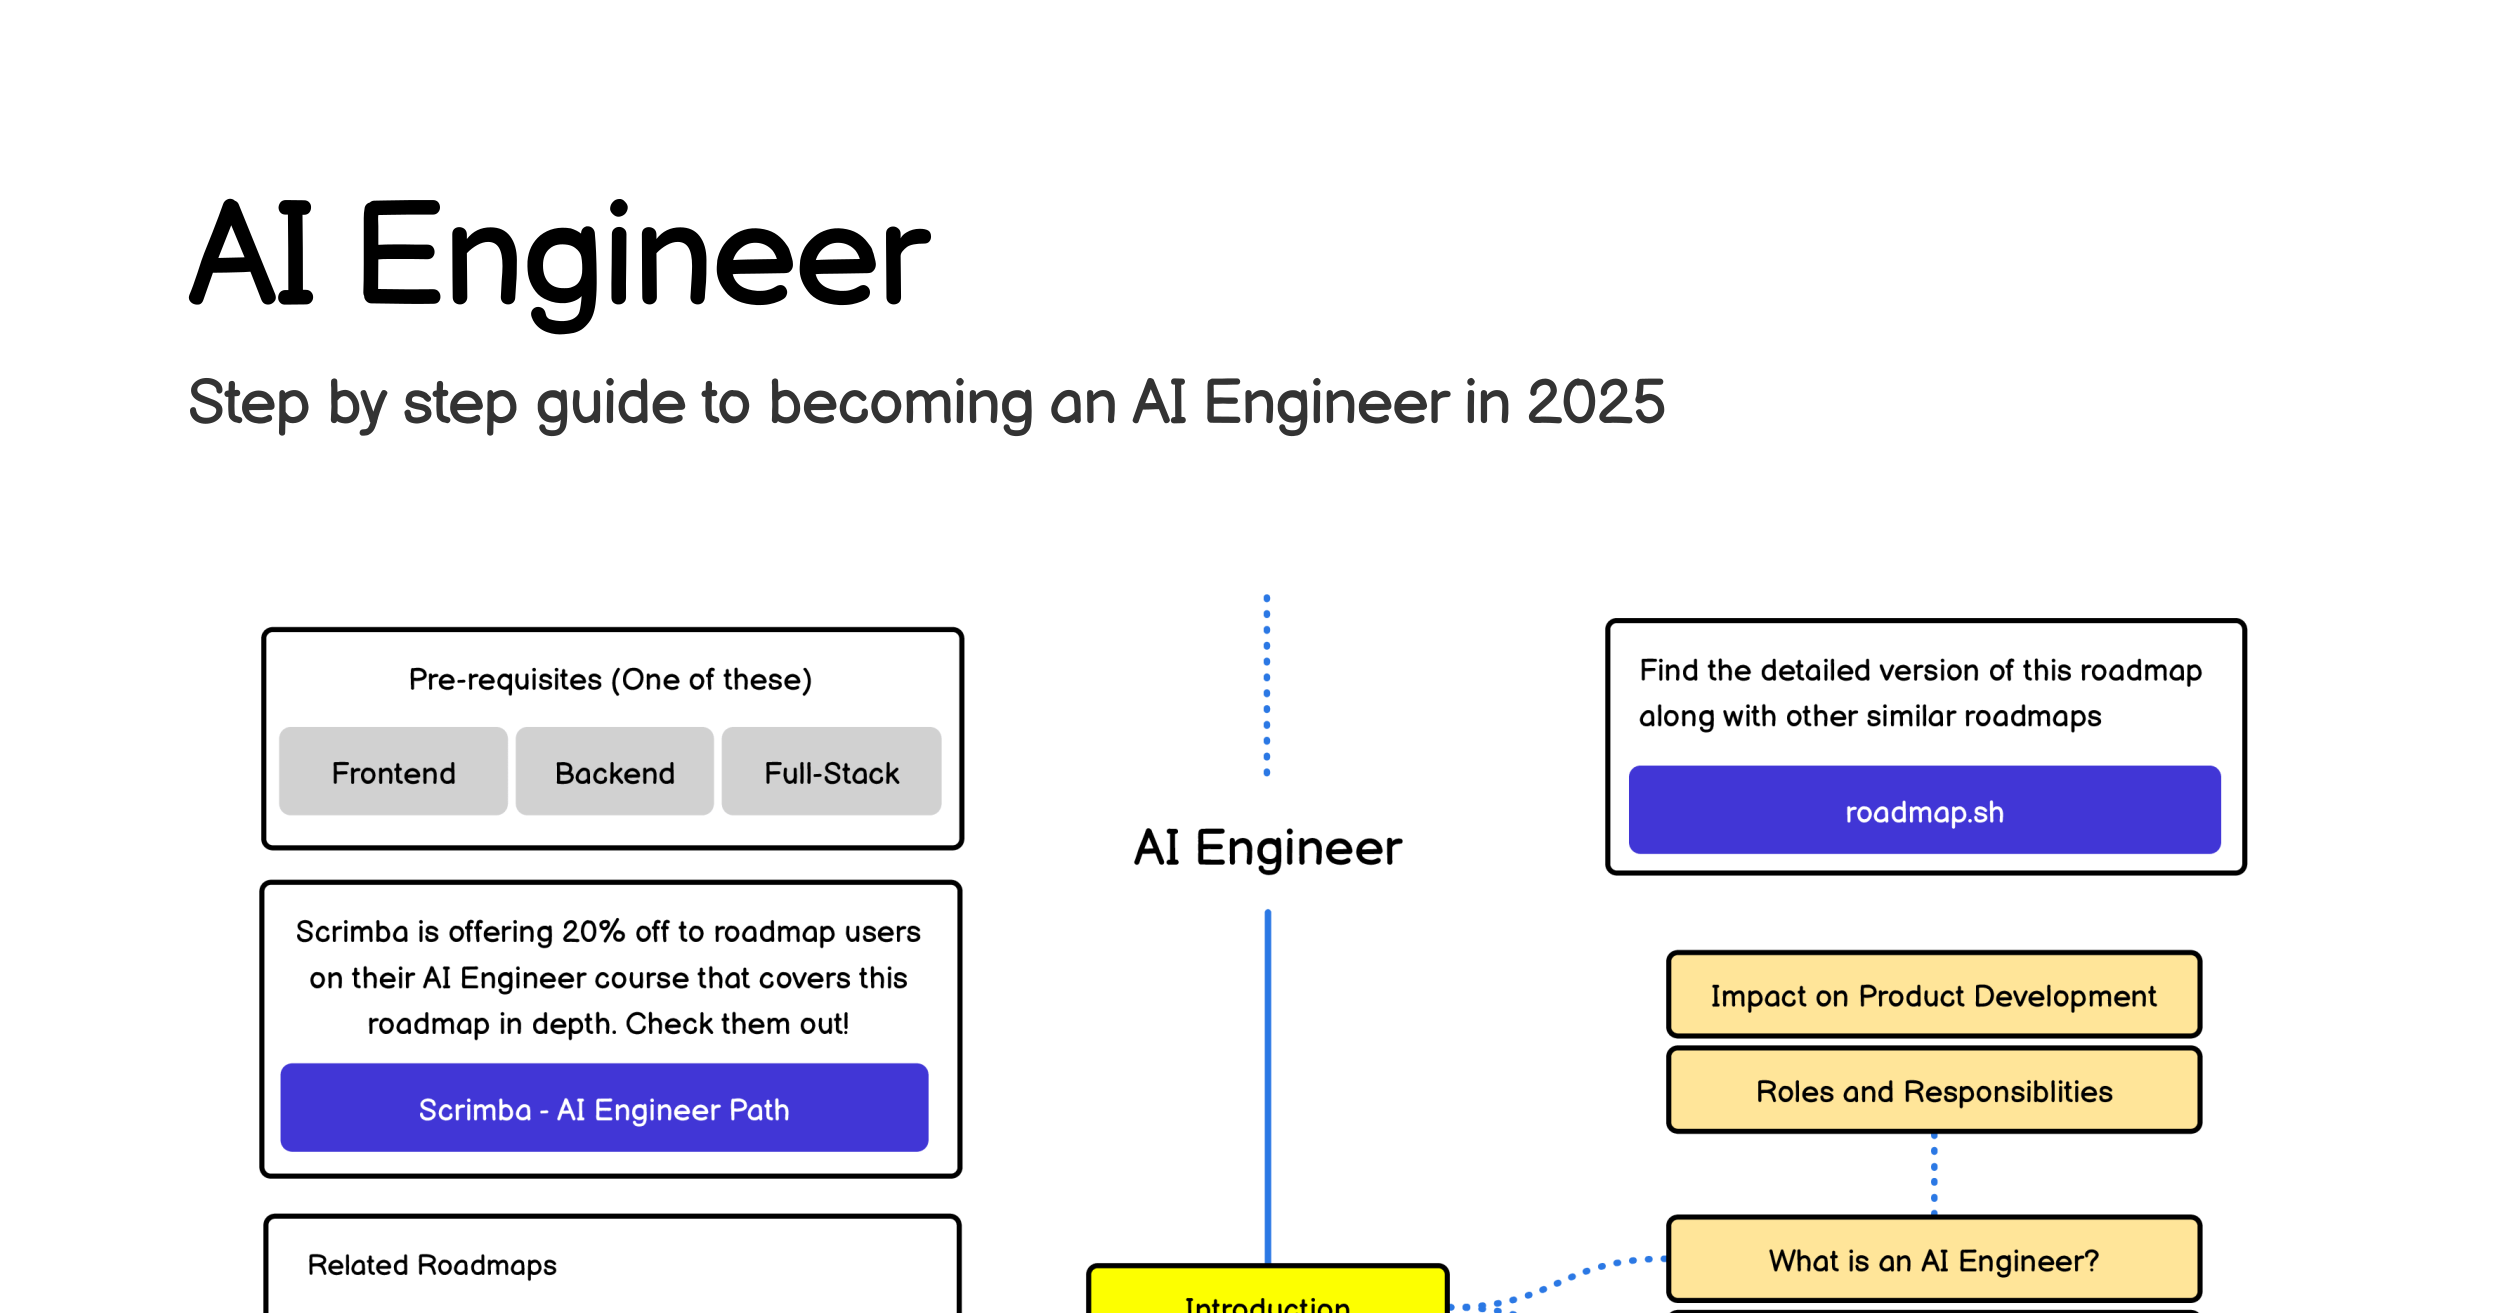 AI Engineer
Step by step guide to becoming an AI Engineer in 2025
Pre-requisites (One of these)
Frontend
Backend
Full-Stack
Find the detailed version of this roadmap
along with other similar roadmaps
roadmap.sh
AI Engineer
Scrimba is offering 20% off to roadmap users
on their AI Engineer course that covers this
roadmap in depth. Check them out!
Scrimba - AI Engineer Path
Impact on Product Development
Roles and Responsiblities
What is an AI Engineer?
Related Roadmaps
Introduction